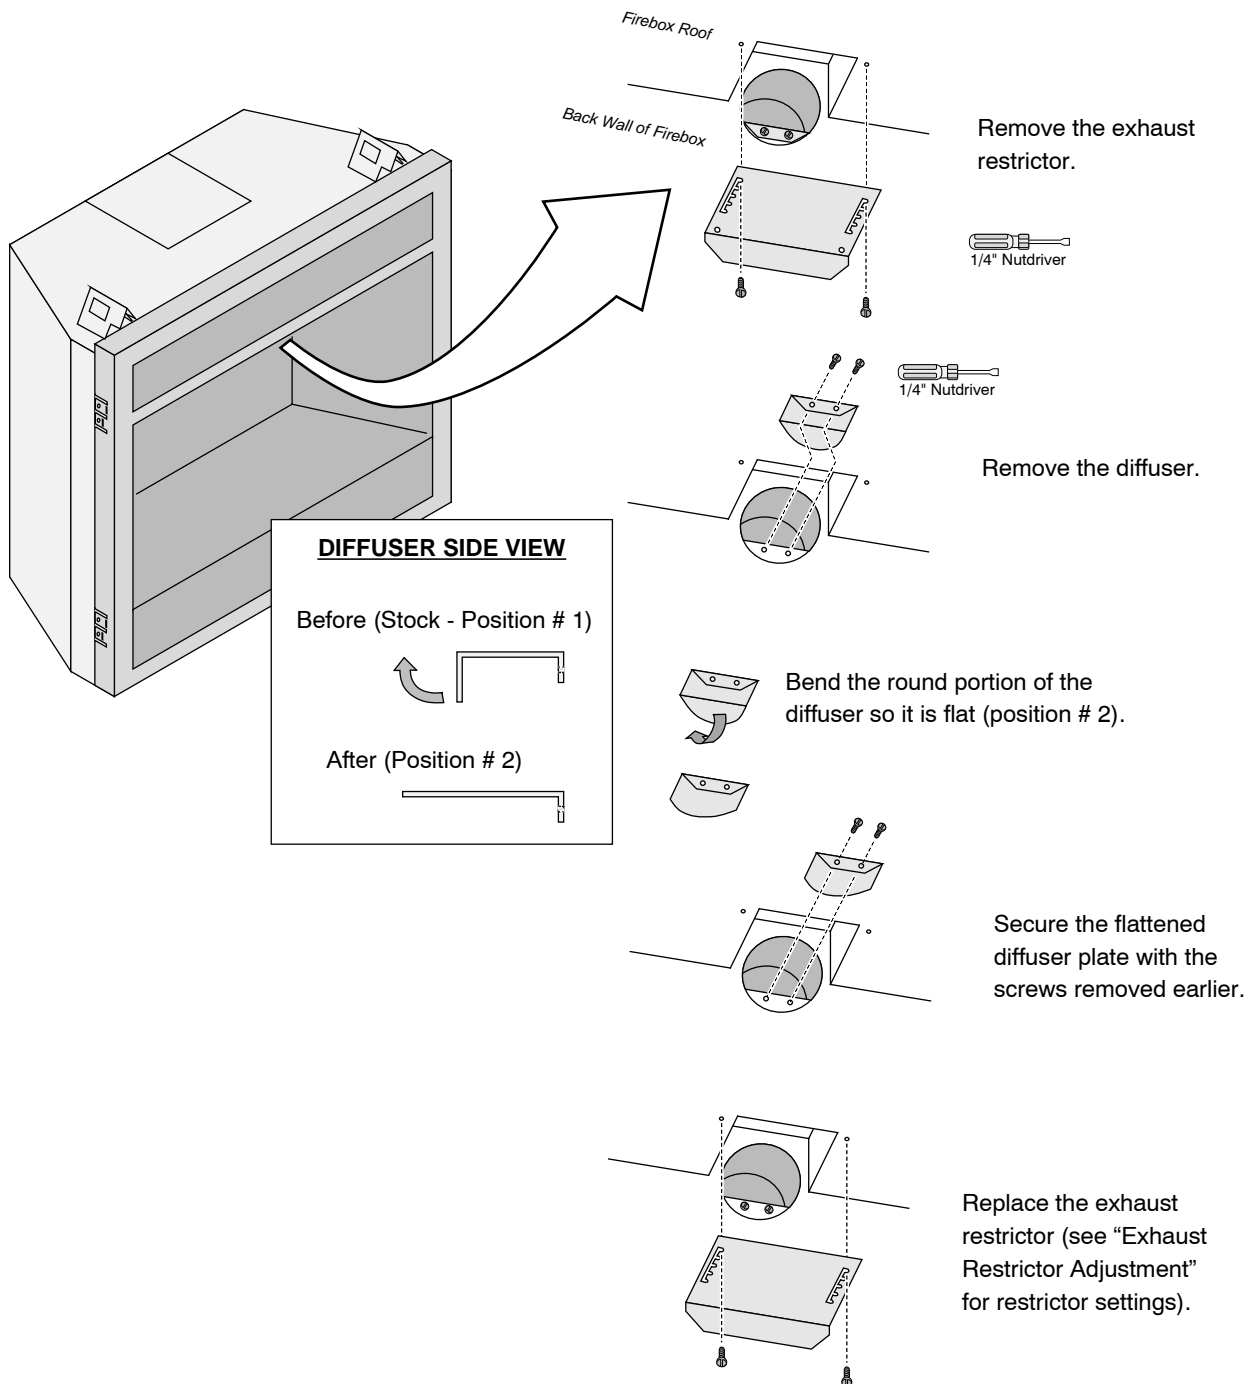 Firebox Roof
Back Wall of Firebox
Remove the exhaust
restrictor.
1/4" Nutdriver
1/4" Nutdriver
Remove the diffuser.
DIFFUSER SIDE VIEW
Before (Stock - Position # 1)
After (Position # 2)
Bend the round portion of the
diffuser so it is flat (position # 2).
Secure the flattened
diffuser plate with the
screws removed earlier.
Replace the exhaust
restrictor (see “Exhaust
Restrictor Adjustment”
for restrictor settings).